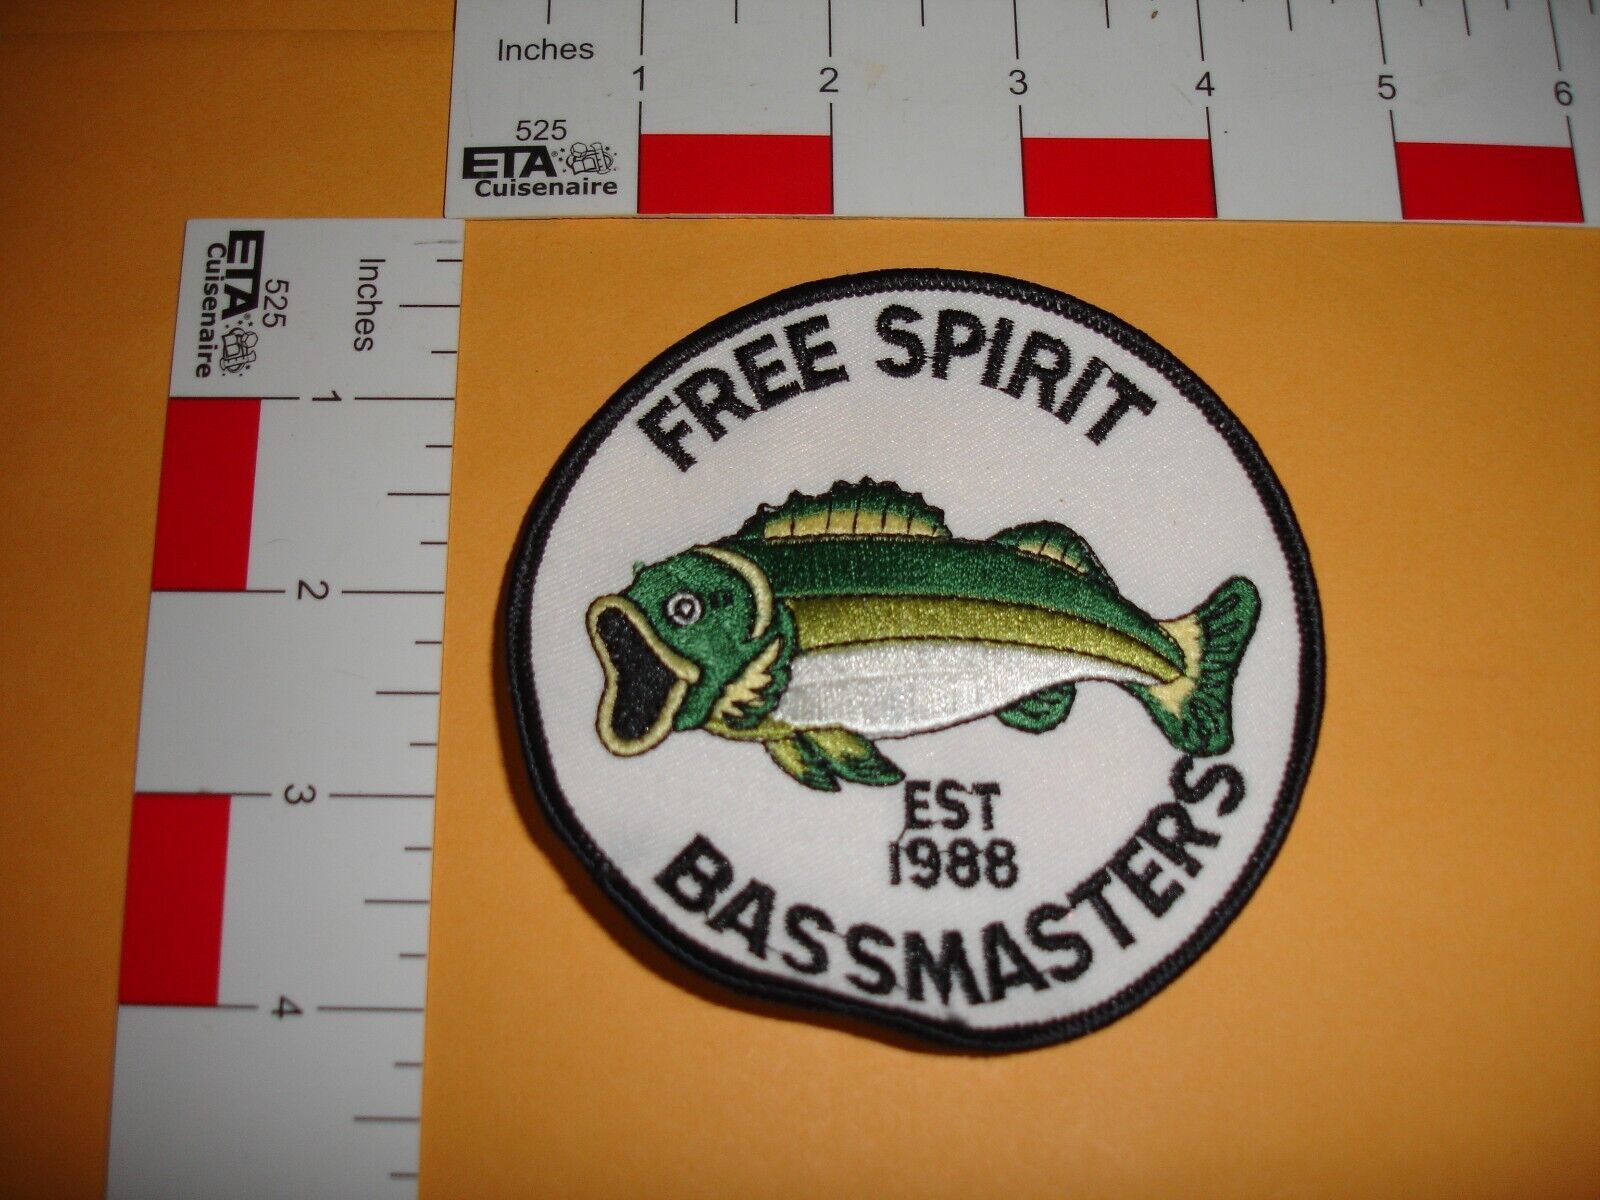 Inches
1 2 3 4 5 6
525
ETA
Cuisenaire
ETA
Cuisenaire
525
Inches
1
2
3
4
FREE SPIRIT
EST
1988
BASSMASTERS